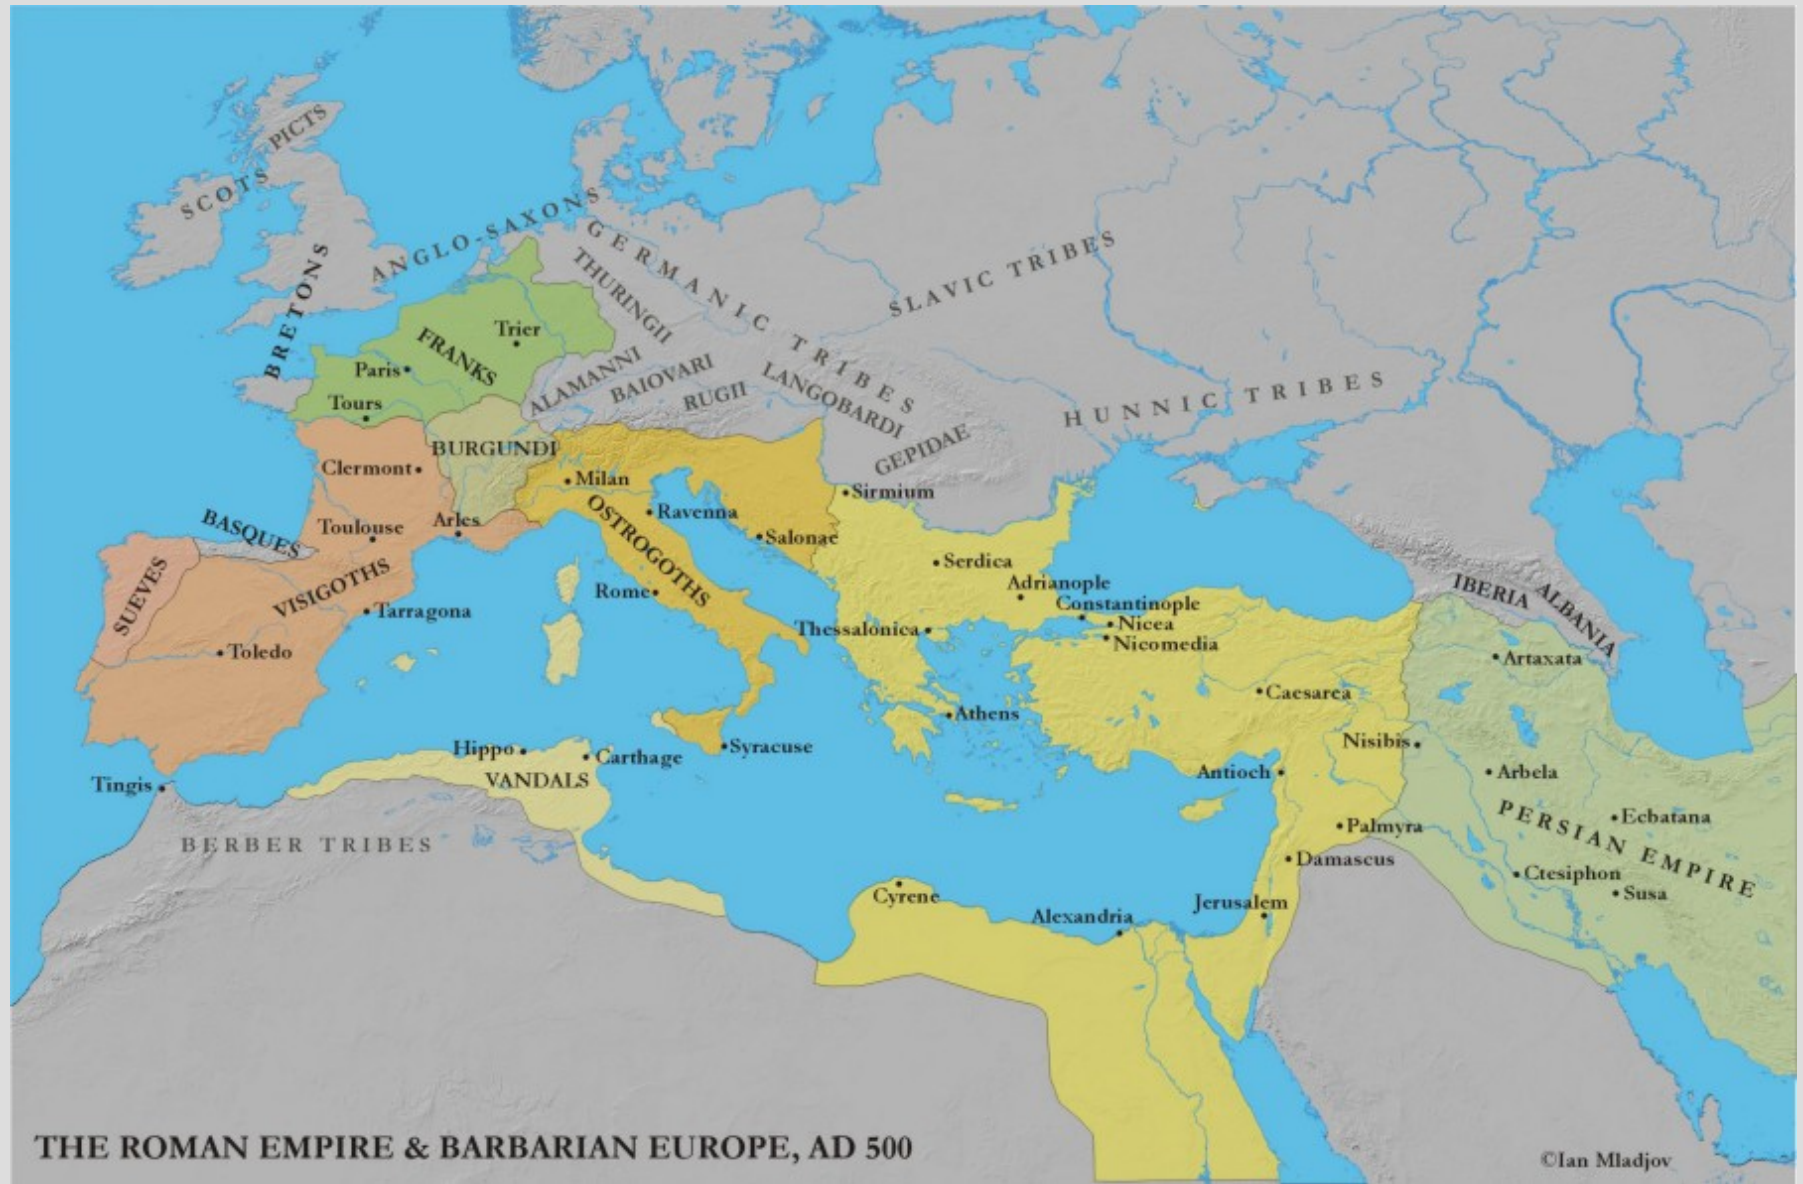 PICTS
SCOTS
ANGLO-SAXONS
BRETONS
GERMANIC TRIBES
THURINGII
SLAVIC TRIBES
Trier
FRANKS
Paris
Tours
ALAMANNI
BAIOVARI
RUGII
LANGOBARDI
GEPIDAE
HUNNIC TRIBES
BURGUNDI
Clermont
Milan
Sirmium
OSTROGOTHS
Ravenna
BASQUES
Toulouse
Arles
Salonae
Serdica
SUEVES
VISIGOTHS
Adrianople
IBERIA
ALBANIA
Rome
Constantinople
Tarragona
Nicea
Thessalonica
Nicomedia
Toledo
Artaxata
Caesarea
Athens
Nisibis
Syracuse
Hippo
Carthage
Antioch
Arbela
VANDALS
Tingis
PERSIAN EMPIRE
Ecbatana
Palmyra
BERBER TRIBES
Damascus
Ctesiphon
Susa
Cyrene
Jerusalem
Alexandria
THE ROMAN EMPIRE & BARBARIAN EUROPE, AD 500
©Ian Mladjov